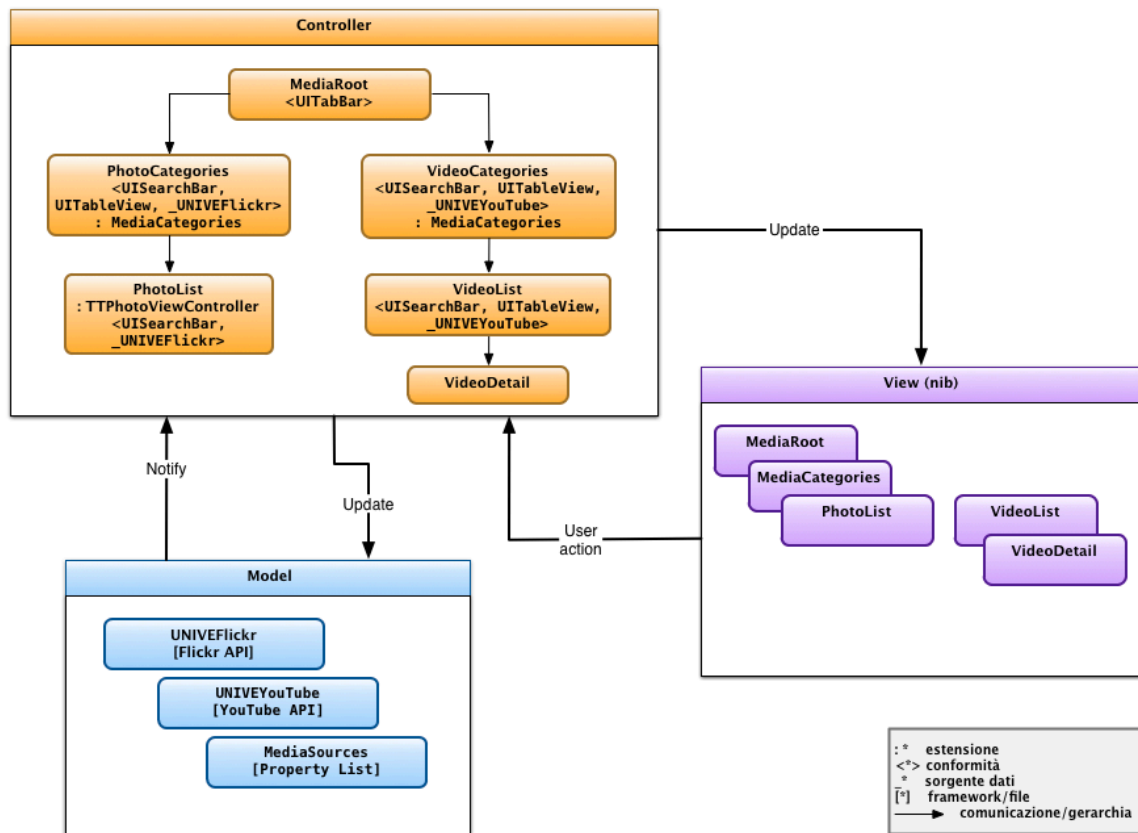 Controller
MediaRoot
<UITabBar>
PhotoCategories
<UISearchBar,
UITableView, _UNIVEFlickr>
: MediaCategories
VideoCategories
<UISearchBar, UITableView,
_UNIVEYouTube>
: MediaCategories
PhotoList
: TTPhotoViewController
<UISearchBar,
_UNIVEFlickr>
VideoList
<UISearchBar, UITableView,
_UNIVEYouTube>
VideoDetail
Update
View (nib)
MediaRoot
MediaCategories
PhotoList
VideoList
VideoDetail
Notify
Update
User
action
Model
UNIVEFlickr
[Flickr API]
UNIVEYouTube
[YouTube API]
MediaSources
[Property List]
: * estensione
<*> conformità
_* sorgente dati
[*] framework/file
comunicazione/gerarchia